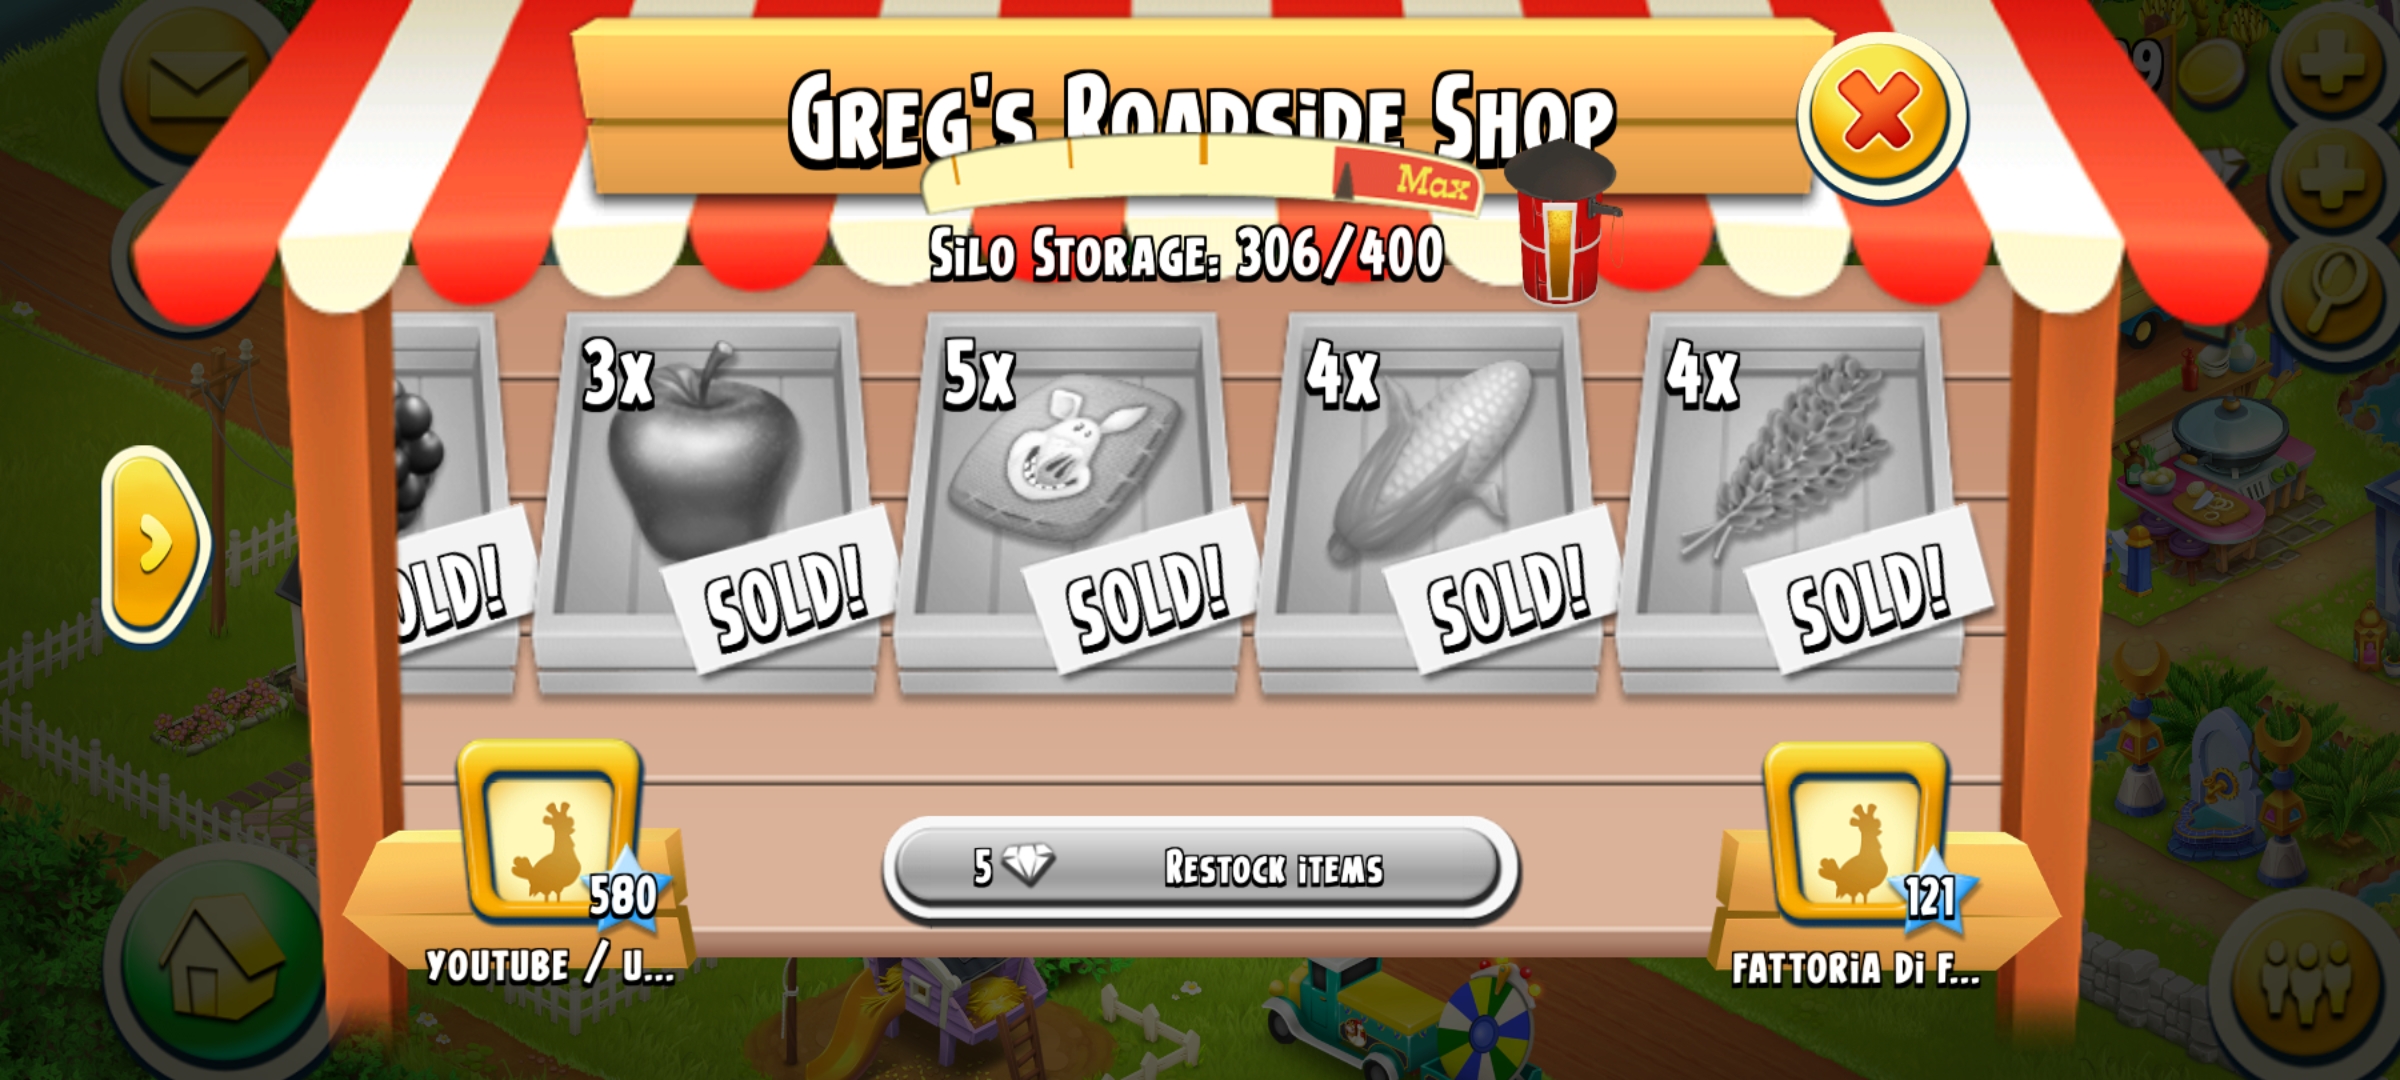 GREG'S ROADSIDE SHOP
Max
SILO STORAGE: 306/400
3x
5x
4x
4x
OLD!
SOLD!
SOLD!
SOLD!
SOLD!
580
5
RESTOCK ITEMS
121
YOUTUBE / U...
FATTORIA DI F...